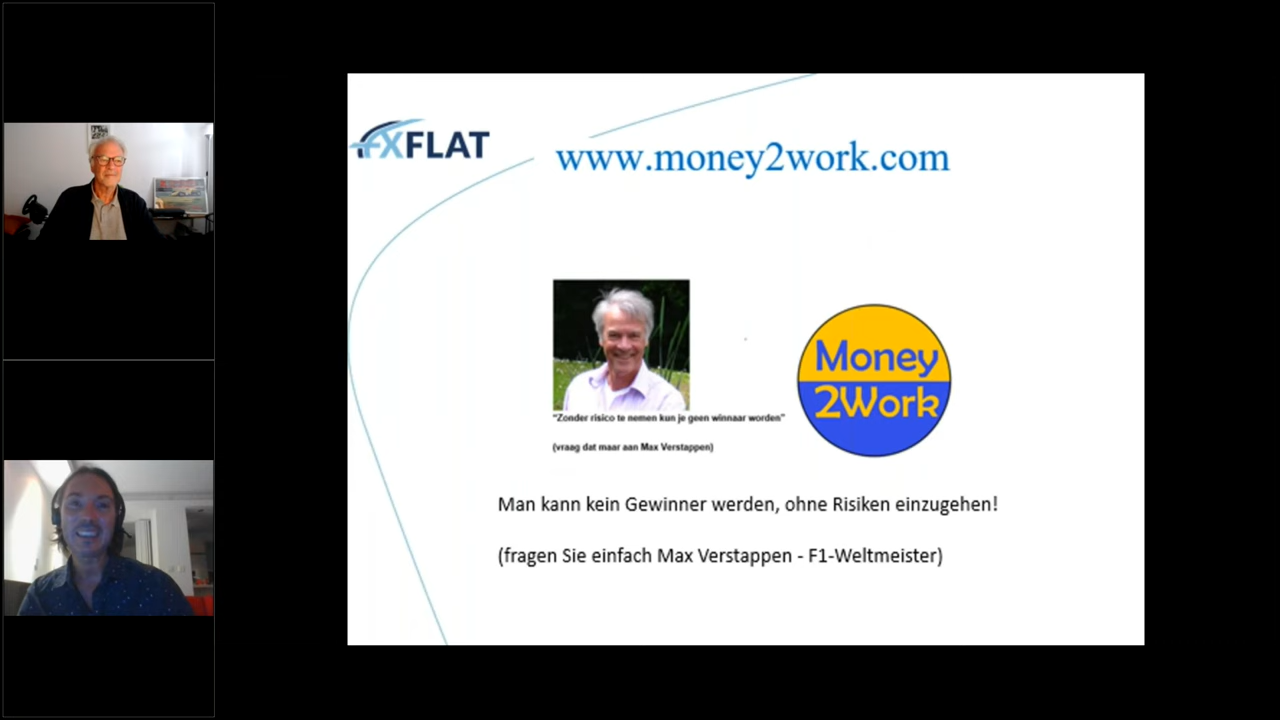 FXFLAT
www.money2work.com
"Zonder risico te nemen kun je geen winnaar worden"
(vraag dat maar aan Max Verstappen)
Money
2Work
Man kann kein Gewinner werden, ohne Risiken einzugehen!
(fragen Sie einfach Max Verstappen - F1-Weltmeister)